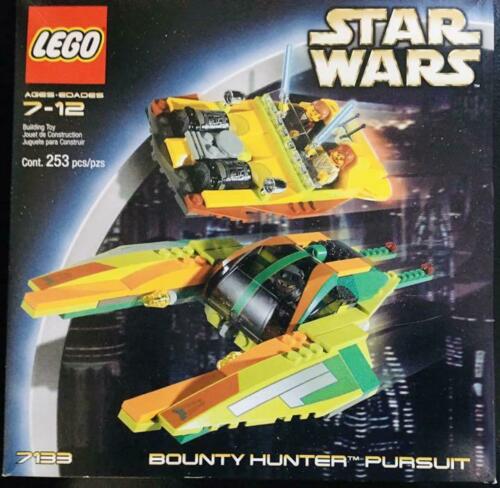 LEGO
STAR
WARS
™
AGES·EDADES
7-12
Building Toy
Jouet de Construction
Juguete para Construir
Cont. 253 pcs/pzs
7133
BOUNTY HUNTER™ PURSUIT